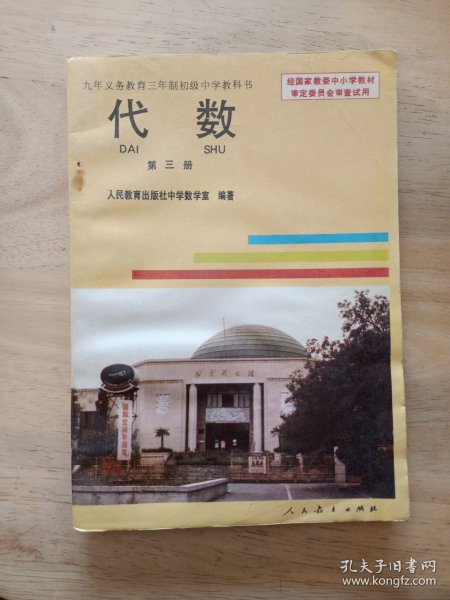 九年义务教育三年制初级中学教科书
经国家教委中小学教材
审定委员会审查试用
代数
DAI SHU
第三册
人民教育出版社中学数学室 编著
北京天文馆
人民教育出版社
孔夫子旧书网
www.kongfz.com